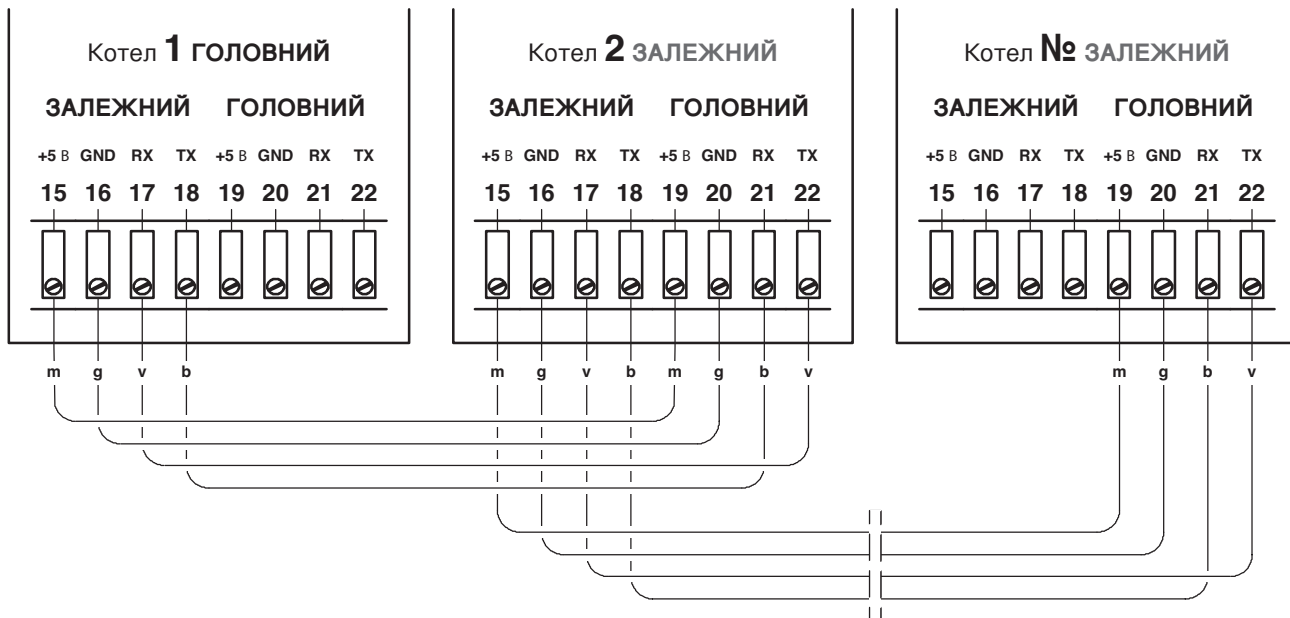 Котел 1 ГОЛОВНИЙ
ЗАЛЕЖНИЙ ГОЛОВНИЙ
+5 В GND RX TX +5 В GND RX TX
15 16 17 18 19 20 21 22
m g v b
Котел 2 ЗАЛЕЖНИЙ
ЗАЛЕЖНИЙ ГОЛОВНИЙ
+5 В GND RX TX +5 В GND RX TX
15 16 17 18 19 20 21 22
m g v b m g b v
Котел № ЗАЛЕЖНИЙ
ЗАЛЕЖНИЙ ГОЛОВНИЙ
+5 В GND RX TX +5 В GND RX TX
15 16 17 18 19 20 21 22
m g b v